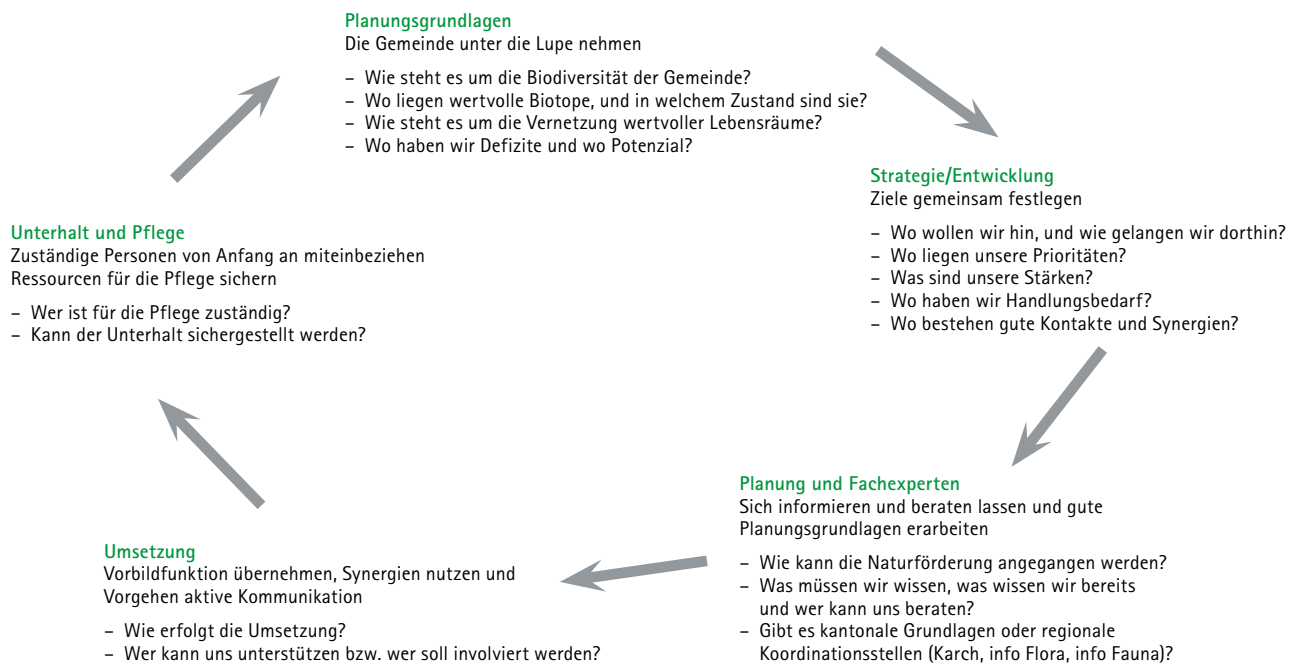 Planungsgrundlagen
Die Gemeinde unter die Lupe nehmen
– Wie steht es um die Biodiversität der Gemeinde?
– Wo liegen wertvolle Biotope, und in welchem Zustand sind sie?
– Wie steht es um die Vernetzung wertvoller Lebensräume?
– Wo haben wir Defizite und wo Potenzial?
Strategie/Entwicklung
Ziele gemeinsam festlegen
– Wo wollen wir hin, und wie gelangen wir dorthin?
– Wo liegen unsere Prioritäten?
– Was sind unsere Stärken?
– Wo haben wir Handlungsbedarf?
– Wo bestehen gute Kontakte und Synergien?
Planung und Fachexperten
Sich informieren und beraten lassen und gute
Planungsgrundlagen erarbeiten
– Wie kann die Naturförderung angegangen werden?
– Was müssen wir wissen, was wissen wir bereits
und wer kann uns beraten?
– Gibt es kantonale Grundlagen oder regionale
Koordinationsstellen (Karch, info Flora, info Fauna)?
Umsetzung
Vorbildfunktion übernehmen, Synergien nutzen und
Vorgehen aktive Kommunikation
– Wie erfolgt die Umsetzung?
– Wer kann uns unterstützen bzw. wer soll involviert werden?
Unterhalt und Pflege
Zuständige Personen von Anfang an miteinbeziehen
Ressourcen für die Pflege sichern
– Wer ist für die Pflege zuständig?
– Kann der Unterhalt sichergestellt werden?